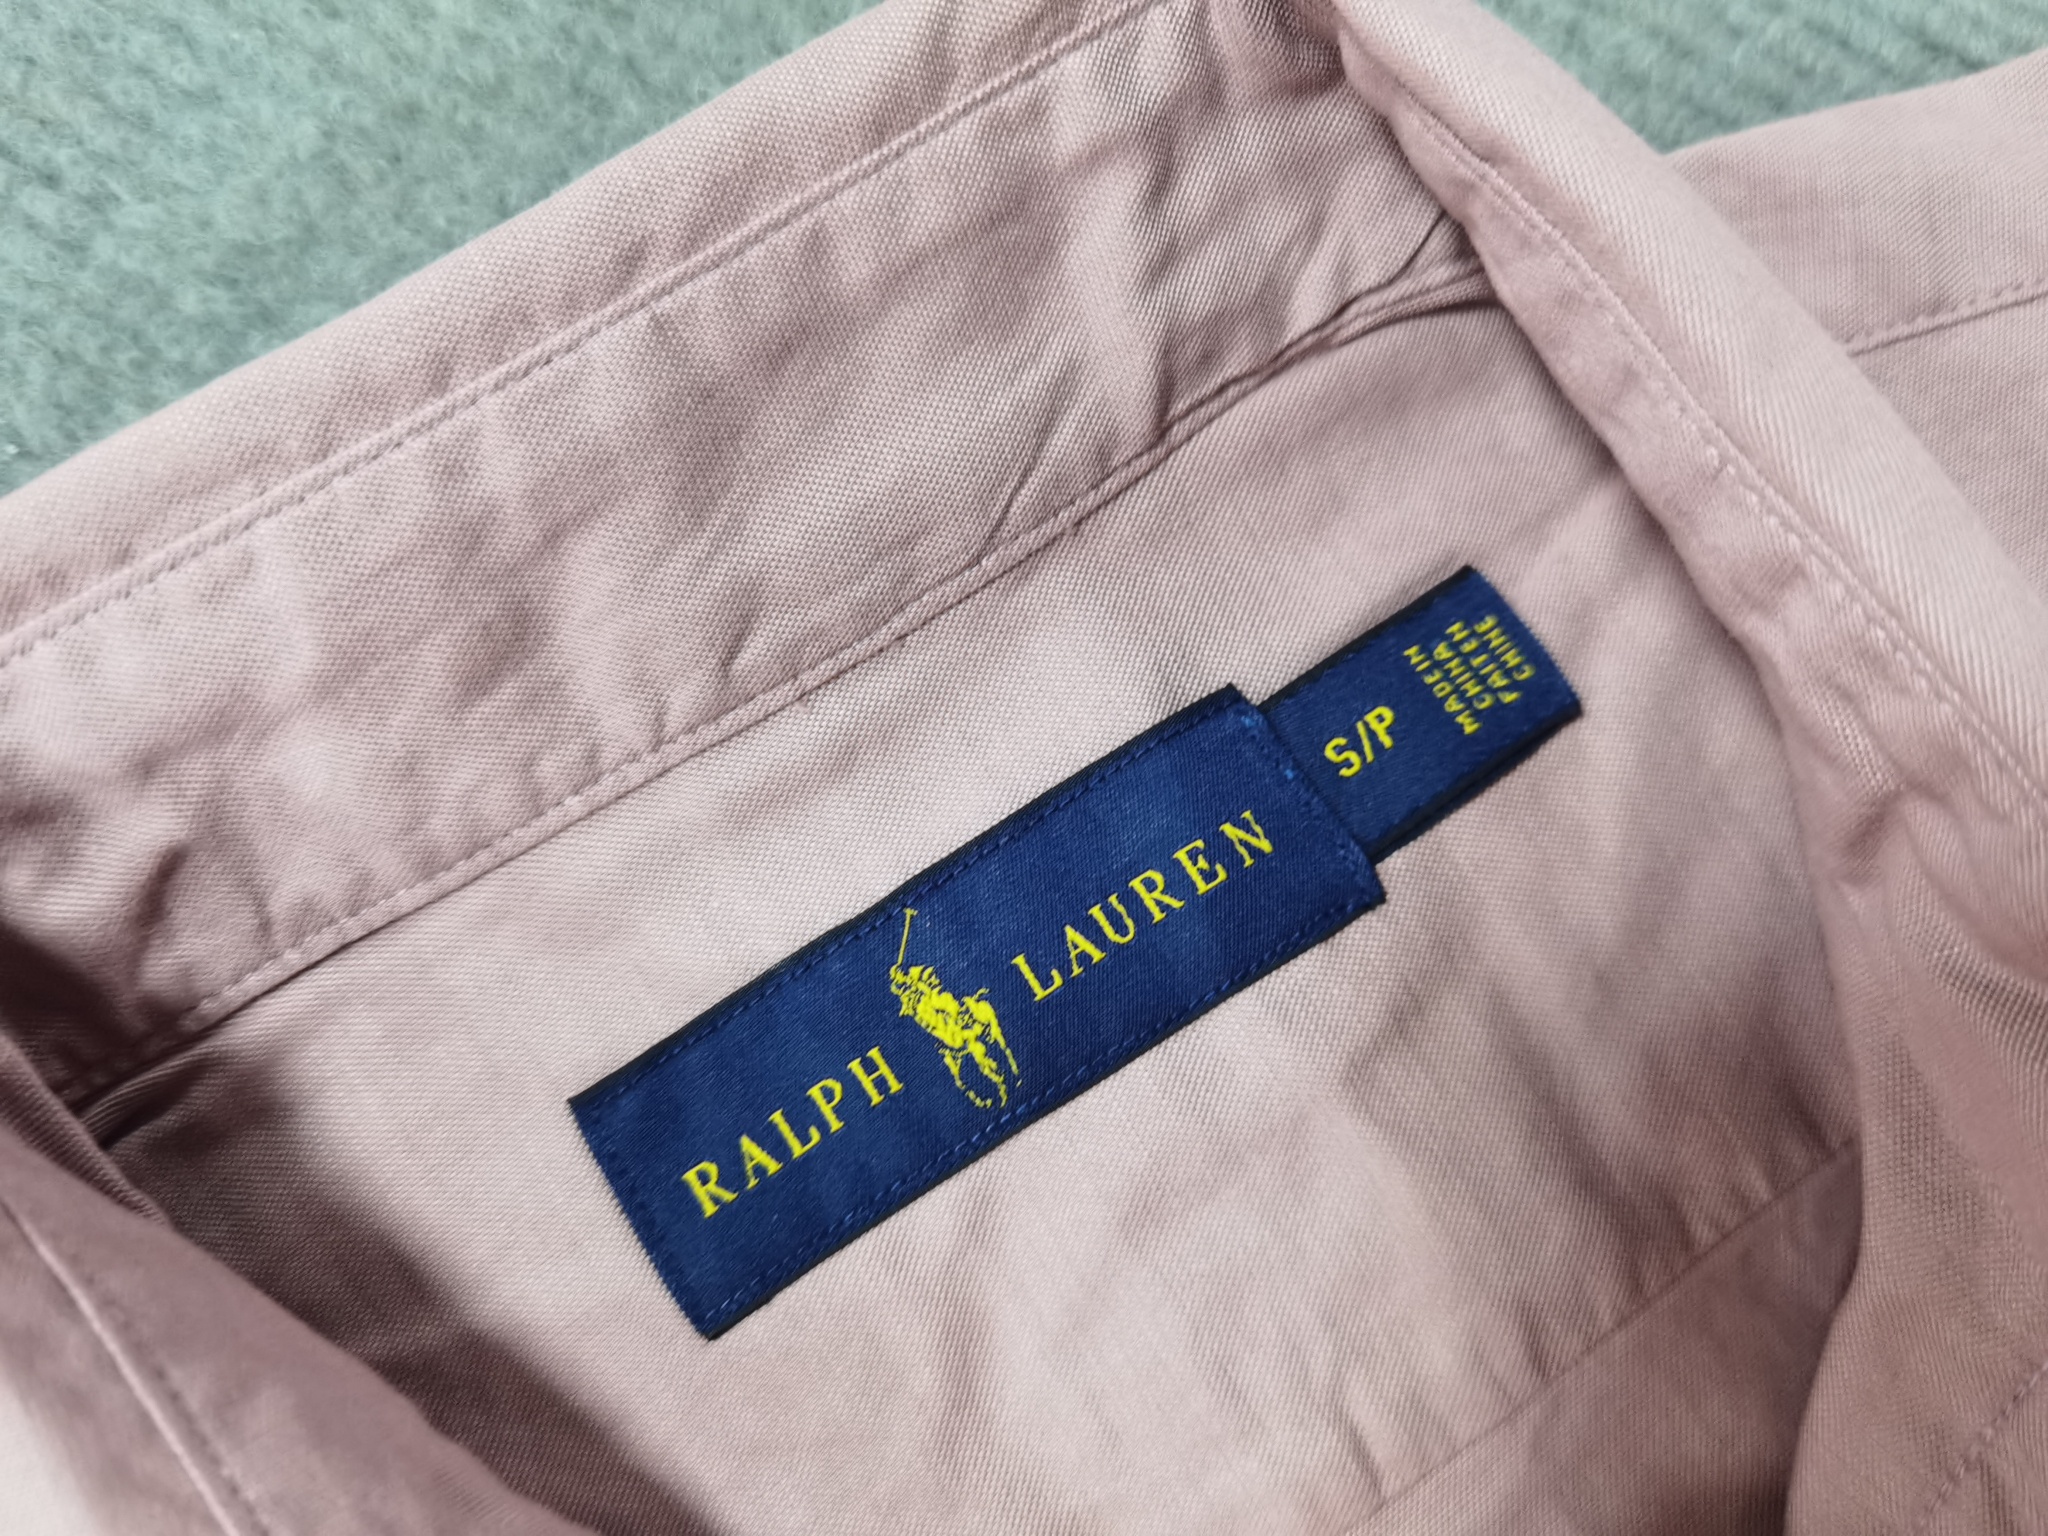 RALPH LAUREN
S/P
MADE IN
CHINA
FAIT EN
CHINE